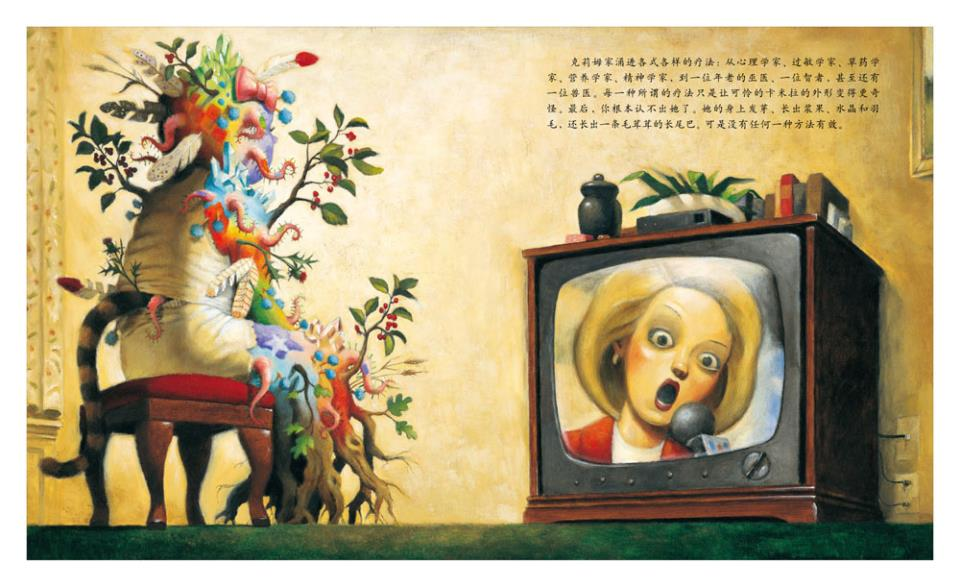 克莉姆家涌进各式各样的疗法：从心理学家、过敏学家、草药学
家、营养学家、精神学家，到一位年老的巫医、一位智者，甚至还有
一位兽医。每一种所谓的疗法只是让可怜的卡米拉的外形变得更奇
怪。最后，你根本认不出她了。她的身上发芽、长出浆果、水晶和羽
毛，还长出一条毛茸茸的长尾巴。可是没有任何一种方法有效。